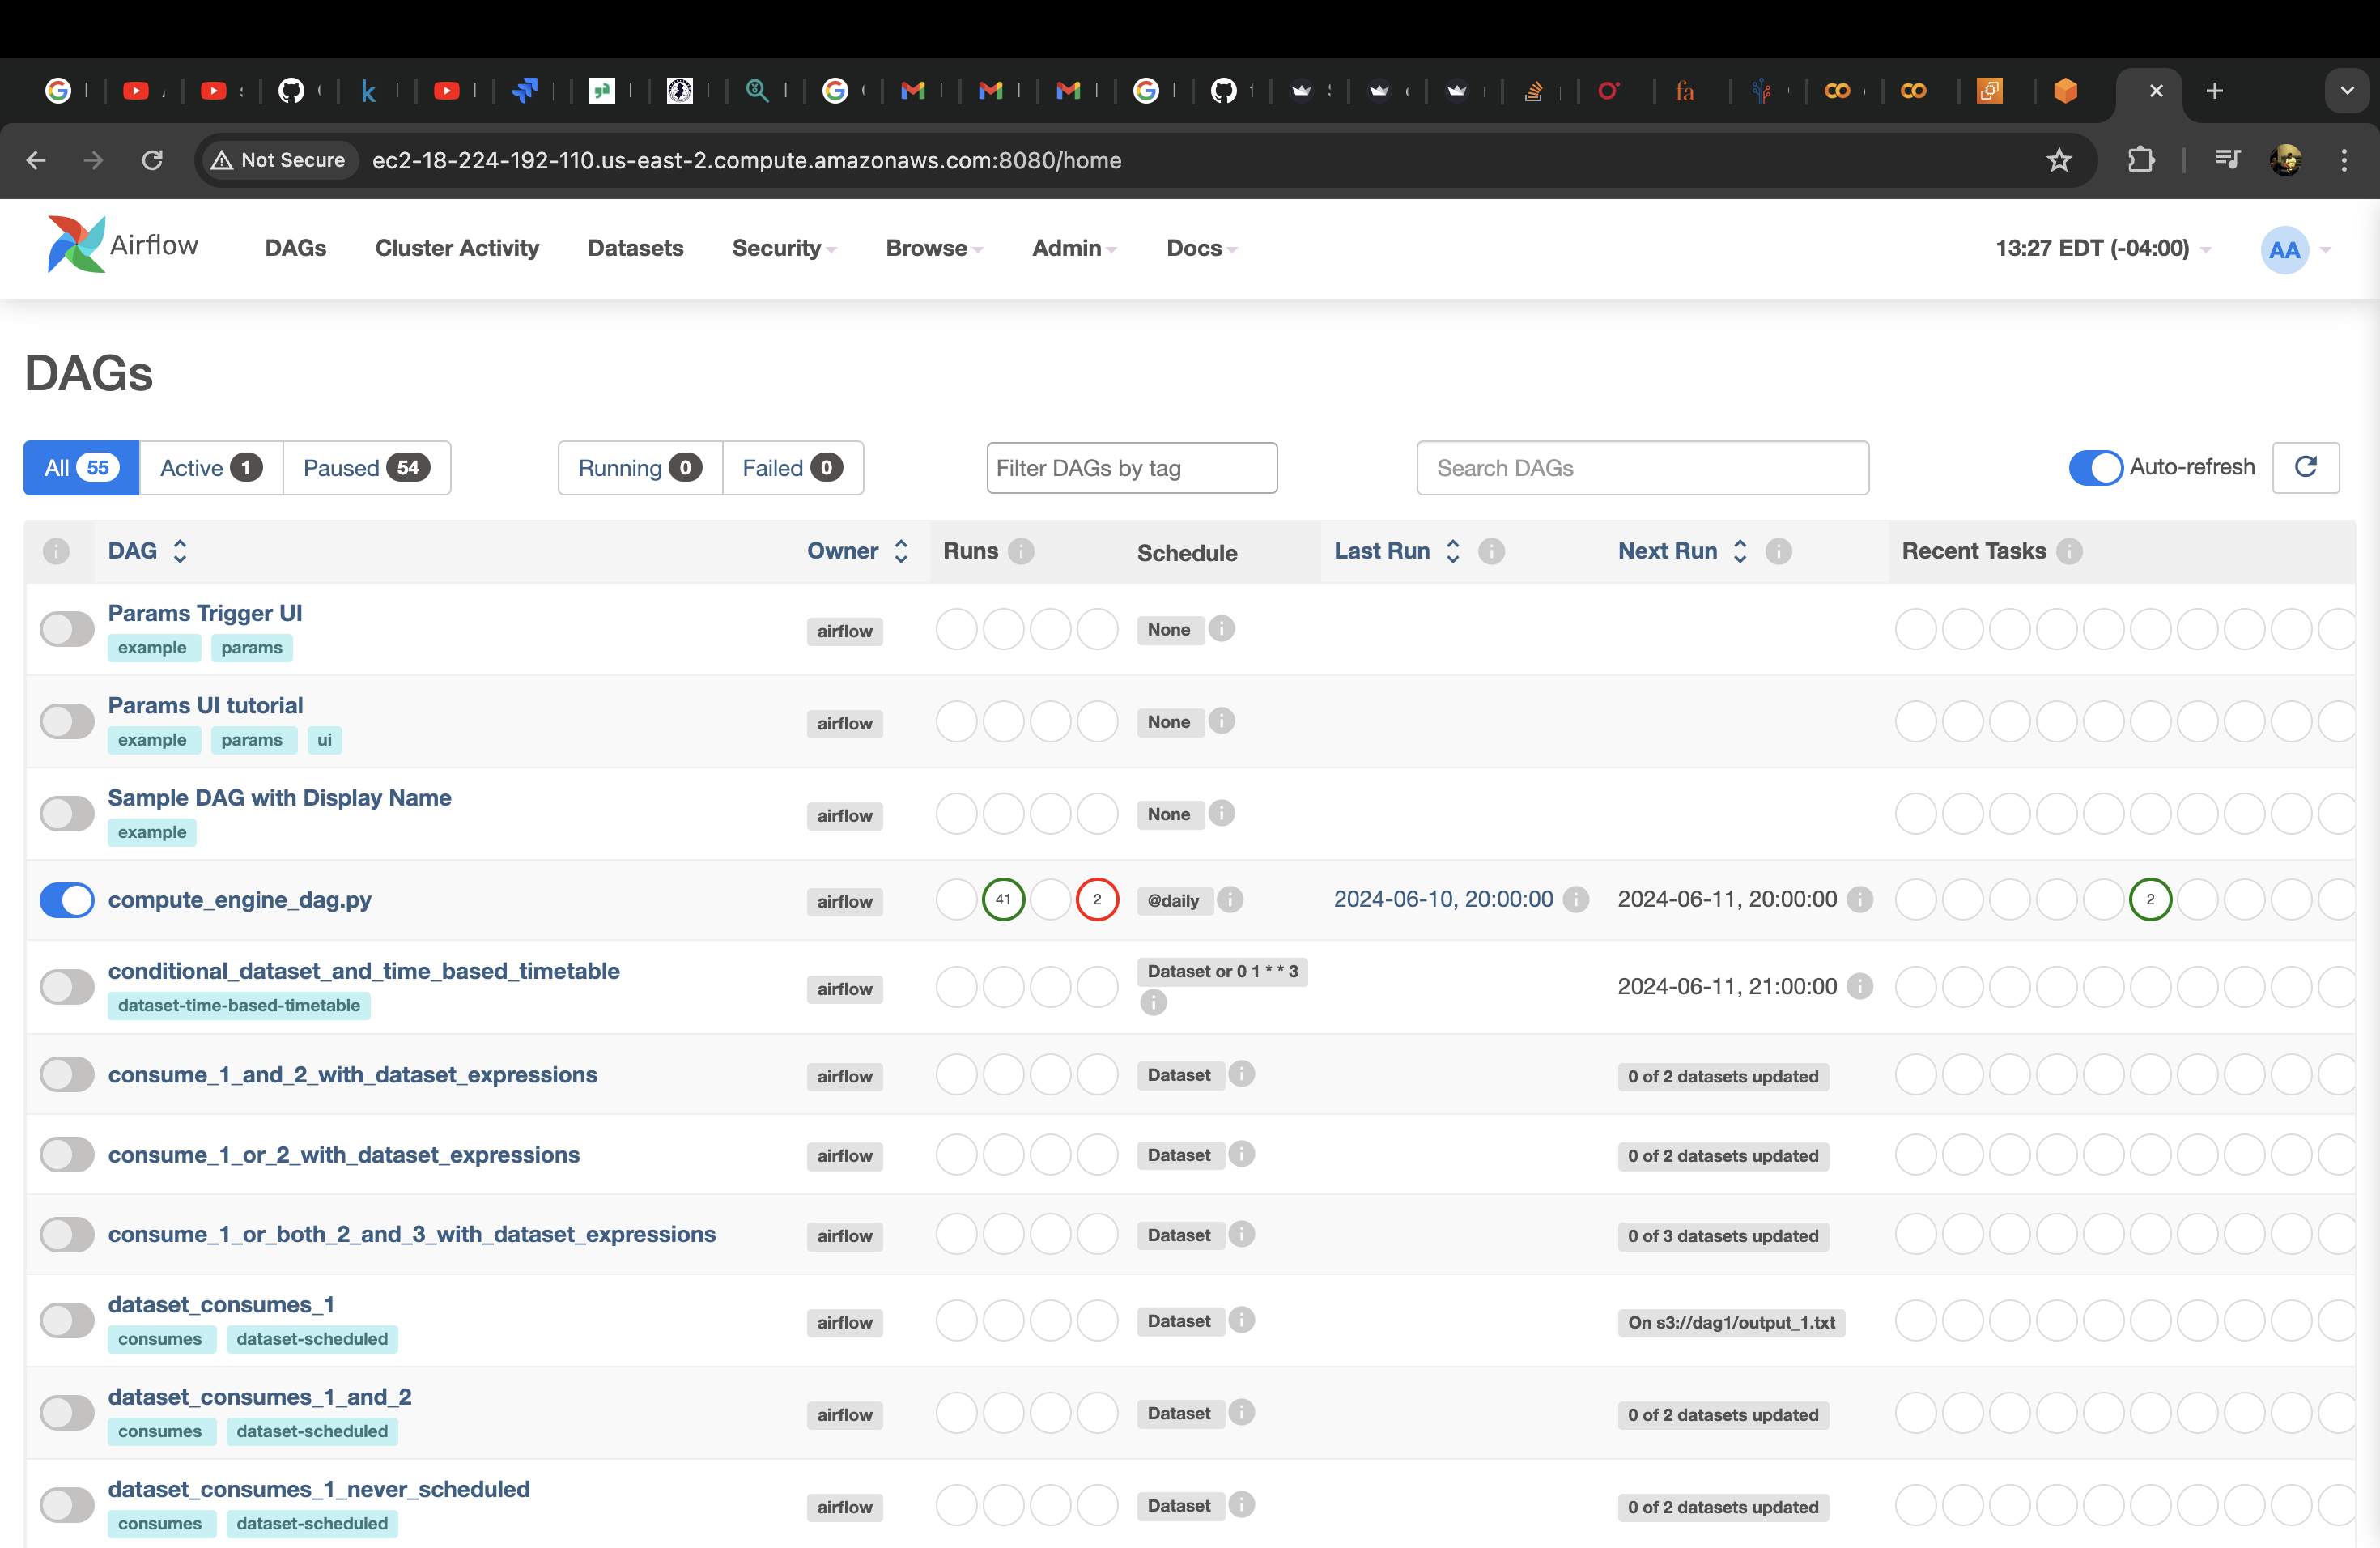 Not Secure ec2-18-224-192-110.us-east-2.compute.amazonaws.com:8080/home
Airflow DAGs Cluster Activity Datasets Security Browse Admin Docs 13:27 EDT (-04:00) AA
DAGs
All 55 Active 1 Paused 54 Running 0 Failed 0 Filter DAGs by tag Search DAGs Auto-refresh
DAG Owner Runs Schedule Last Run Next Run Recent Tasks
Params Trigger UI
example params airflow None
Params UI tutorial
example params ui airflow None
Sample DAG with Display Name
example airflow None
compute_engine_dag.py airflow 41 2 @daily 2024-06-10, 20:00:00 2024-06-11, 20:00:00 2
conditional_dataset_and_time_based_timetable
dataset-time-based-timetable airflow Dataset or 0 1 * * 3 2024-06-11, 21:00:00
consume_1_and_2_with_dataset_expressions airflow Dataset 0 of 2 datasets updated
consume_1_or_2_with_dataset_expressions airflow Dataset 0 of 2 datasets updated
consume_1_or_both_2_and_3_with_dataset_expressions airflow Dataset 0 of 3 datasets updated
dataset_consumes_1
consumes dataset-scheduled airflow Dataset On s3://dag1/output_1.txt
dataset_consumes_1_and_2
consumes dataset-scheduled airflow Dataset 0 of 2 datasets updated
dataset_consumes_1_never_scheduled
consumes dataset-scheduled airflow Dataset 0 of 2 datasets updated